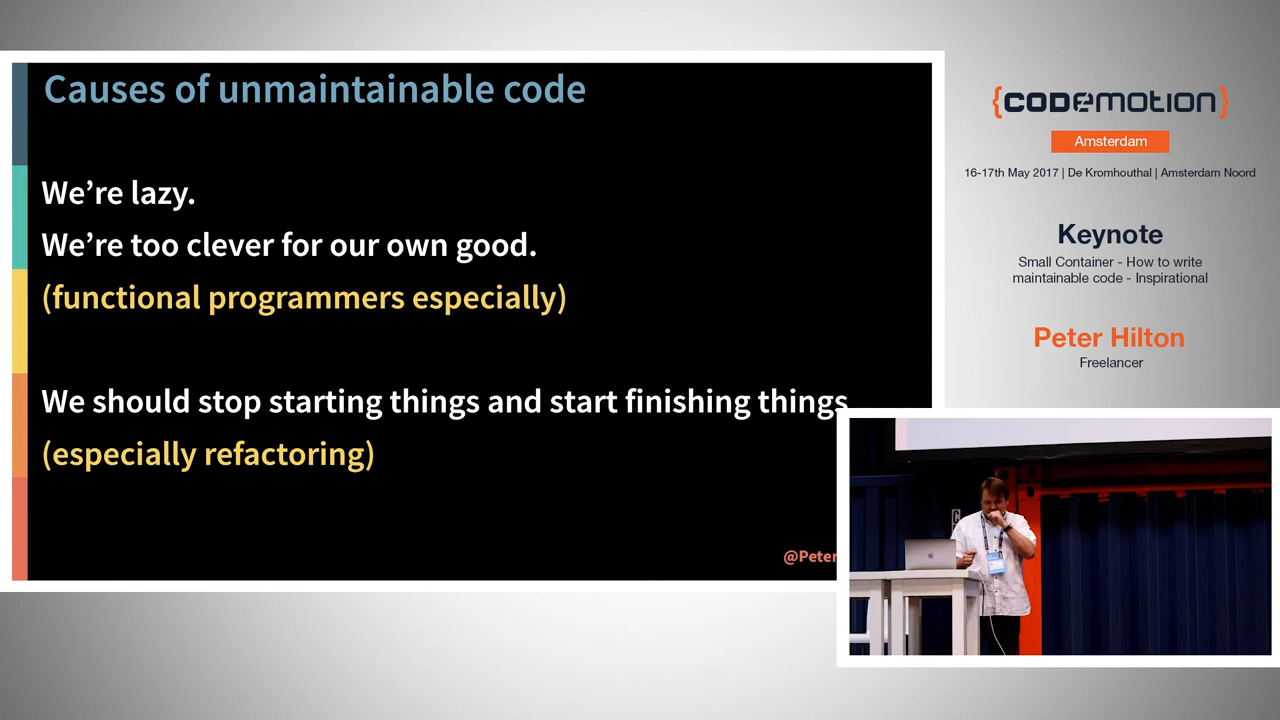 Causes of unmaintainable code
We’re lazy.
We’re too clever for our own good.
(functional programmers especially)
We should stop starting things and start finishing things
(especially refactoring)
@Peter
{CODEMOTION}
Amsterdam
16-17th May 2017 | De Kromhouthal | Amsterdam Noord
Keynote
Small Container - How to write
maintainable code - Inspirational
Peter Hilton
Freelancer